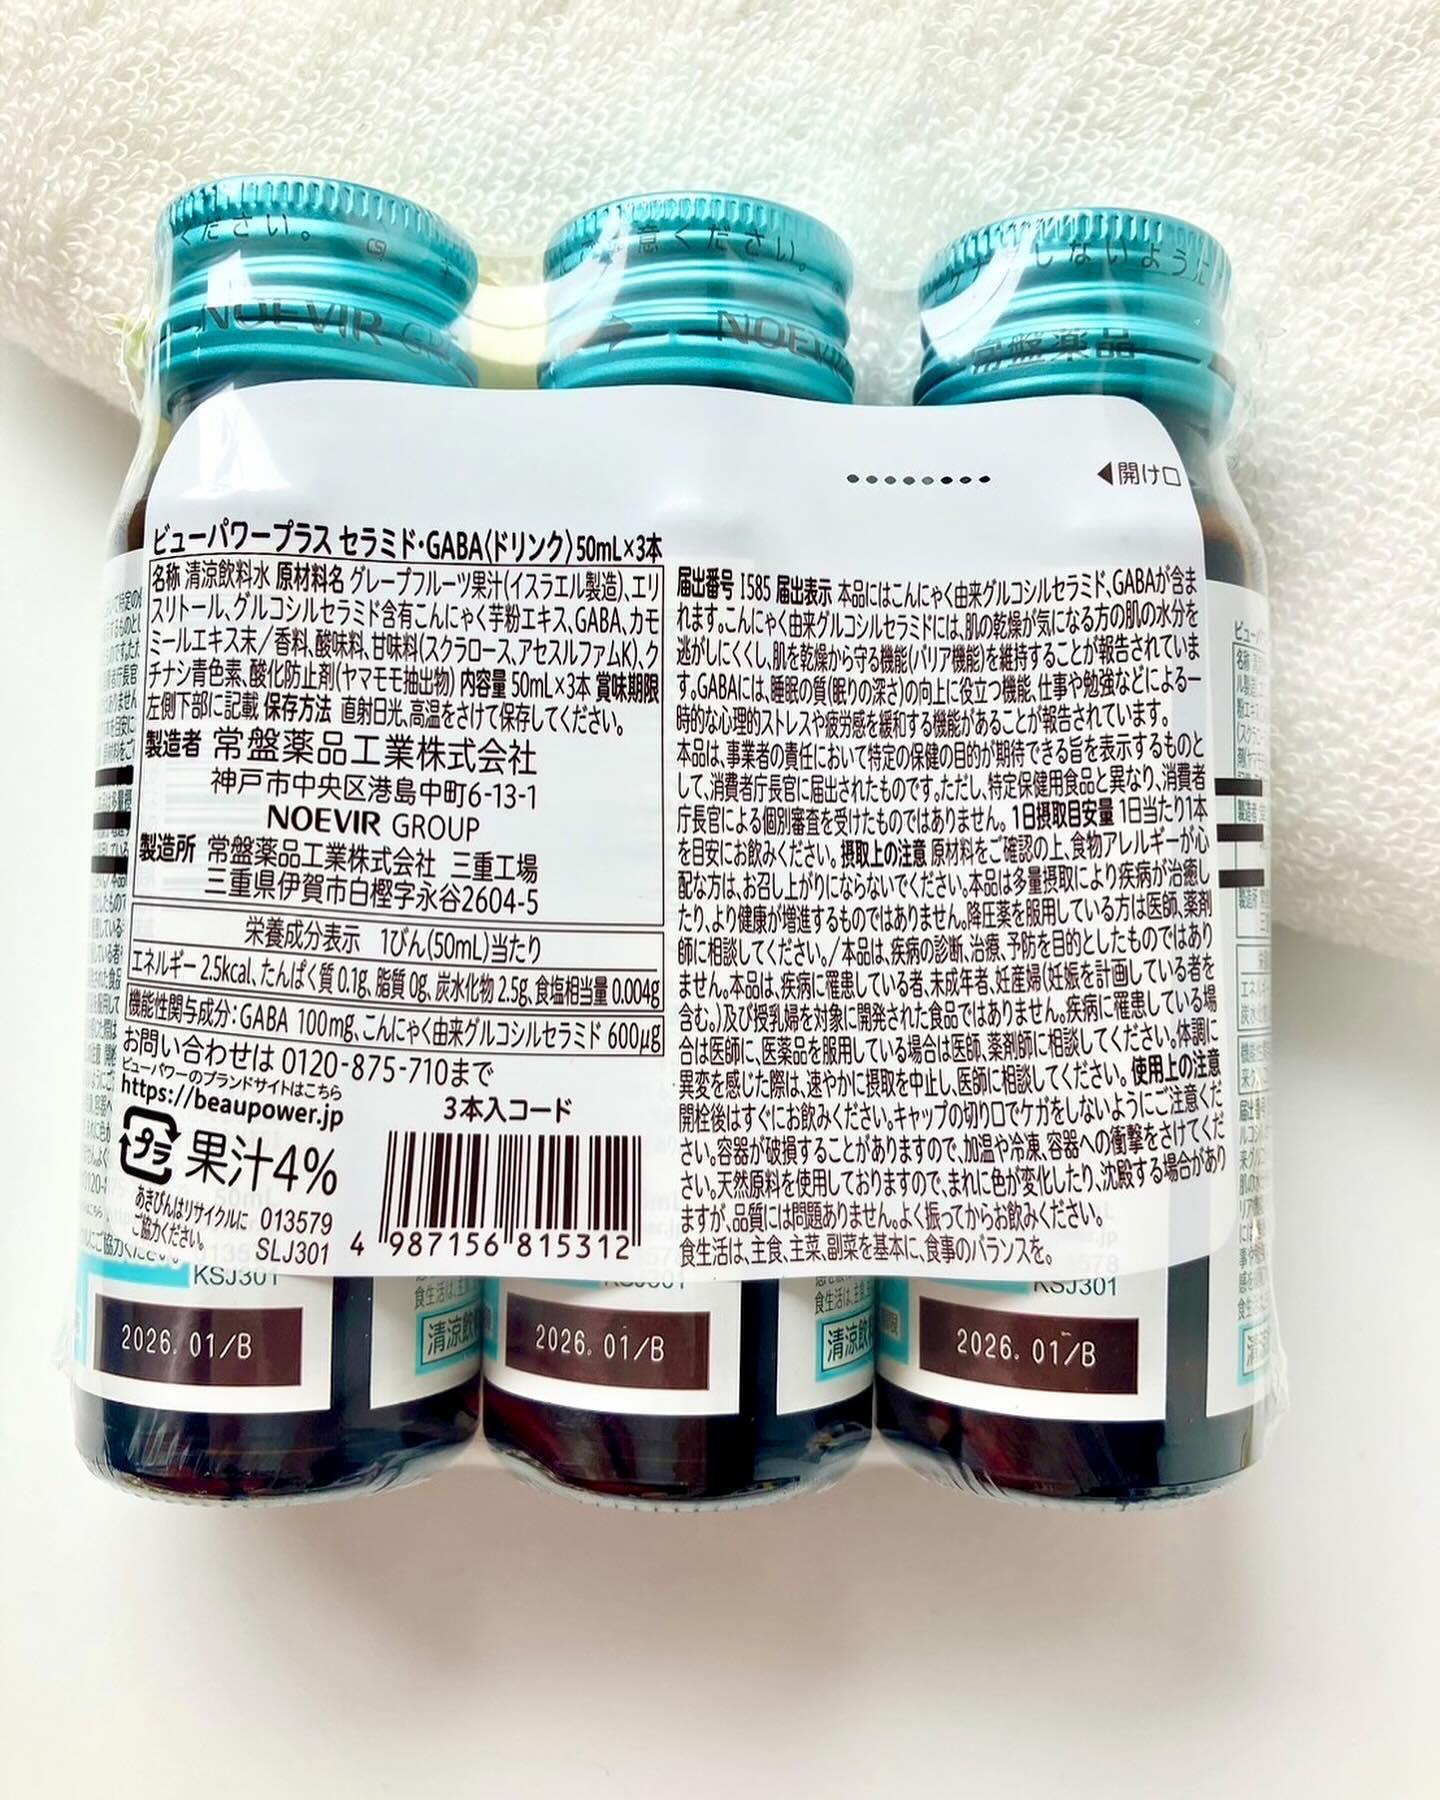 ください。
意ください。
しないように
NOEVIR GR
NOEVIR
常盤薬品
◀開け口
ビューパワープラス セラミド・GABA〈ドリンク〉50mL×3本
名称 清涼飲料水 原材料名 グレープフルーツ果汁(イスラエル製造)、エリ
スリトール、グルコシルセラミド含有こんにゃく芋粉エキス、GABA、カモ
ミールエキス末/香料、酸味料、甘味料(スクラロース、アセスルファムK)、ク
チナシ青色素、酸化防止剤(ヤマモモ抽出物) 内容量 50mL×3本 賞味期限
左側下部に記載 保存方法 直射日光、高温をさけて保存してください。
製造者 常盤薬品工業株式会社
神戸市中央区港島中町6-13-1
NOEVIR GROUP
製造所 常盤薬品工業株式会社 三重工場
三重県伊賀市白樫字永谷2604-5
栄養成分表示 1びん(50mL)当たり
エネルギー 2.5kcal、たんぱく質 0.1g、脂質 0g、炭水化物 2.5g、食塩相当量 0.004g
機能性関与成分：GABA 100mg、こんにゃく由来グルコシルセラミド 600μg
お問い合わせは 0120-875-710まで
ビューパワーのブランドサイトはこちら
https://beaupower.jp
プラ
果汁4%
あきびんはリサイクルに
ご協力ください。
013579
SLJ301
3本入コード
4 987156 815312
届出番号 I585 届出表示 本品にはこんにゃく由来グルコシルセラミド、GABAが含ま
れます。こんにゃく由来グルコシルセラミドには、肌の乾燥が気になる方の肌の水分を
逃がしにくくし、肌を乾燥から守る機能(バリア機能)を維持することが報告されていま
す。GABAには、睡眠の質(眠りの深さ)の向上に役立つ機能、仕事や勉強などによる一
時的な心理的ストレスや疲労感を緩和する機能があることが報告されています。
本品は、事業者の責任において特定の保健の目的が期待できる旨を表示するものと
して、消費者庁長官に届出されたものです。ただし、特定保健用食品と異なり、消費者
庁長官による個別審査を受けたものではありません。 1日摂取目安量 1日当たり1本
を目安にお飲みください。 摂取上の注意 原材料をご確認の上、食物アレルギーが心
配な方は、お召し上がりにならないでください。本品は多量摂取により疾病が治癒し
たり、より健康が増進するものではありません。降圧薬を服用している方は医師、薬剤
師に相談してください。/本品は、疾病の診断、治療、予防を目的としたものではあり
ません。本品は、疾病に罹患している者、未成年者、妊産婦(妊娠を計画している者を
含む。)及び授乳婦を対象に開発された食品ではありません。疾病に罹患している場
合は医師に、医薬品を服用している場合は医師、薬剤師に相談してください。体調に
異変を感じた際は、速やかに摂取を中止し、医師に相談してください。 使用上の注意
開栓後はすぐにお飲みください。キャップの切り口でケガをしないようにご注意くだ
さい。容器が破損することがありますので、加温や冷凍、容器への衝撃をさけてくだ
さい。天然原料を使用しておりますので、まれに色が変化したり、沈殿する場合があり
ますが、品質には問題ありません。よく振ってからお飲みください。
食生活は、主食、主菜、副菜を基本に、食事のバランスを。
KSJ301
KSJ301
KSJ301
2026. 01/B
2026. 01/B
2026. 01/B
清涼飲
清涼飲